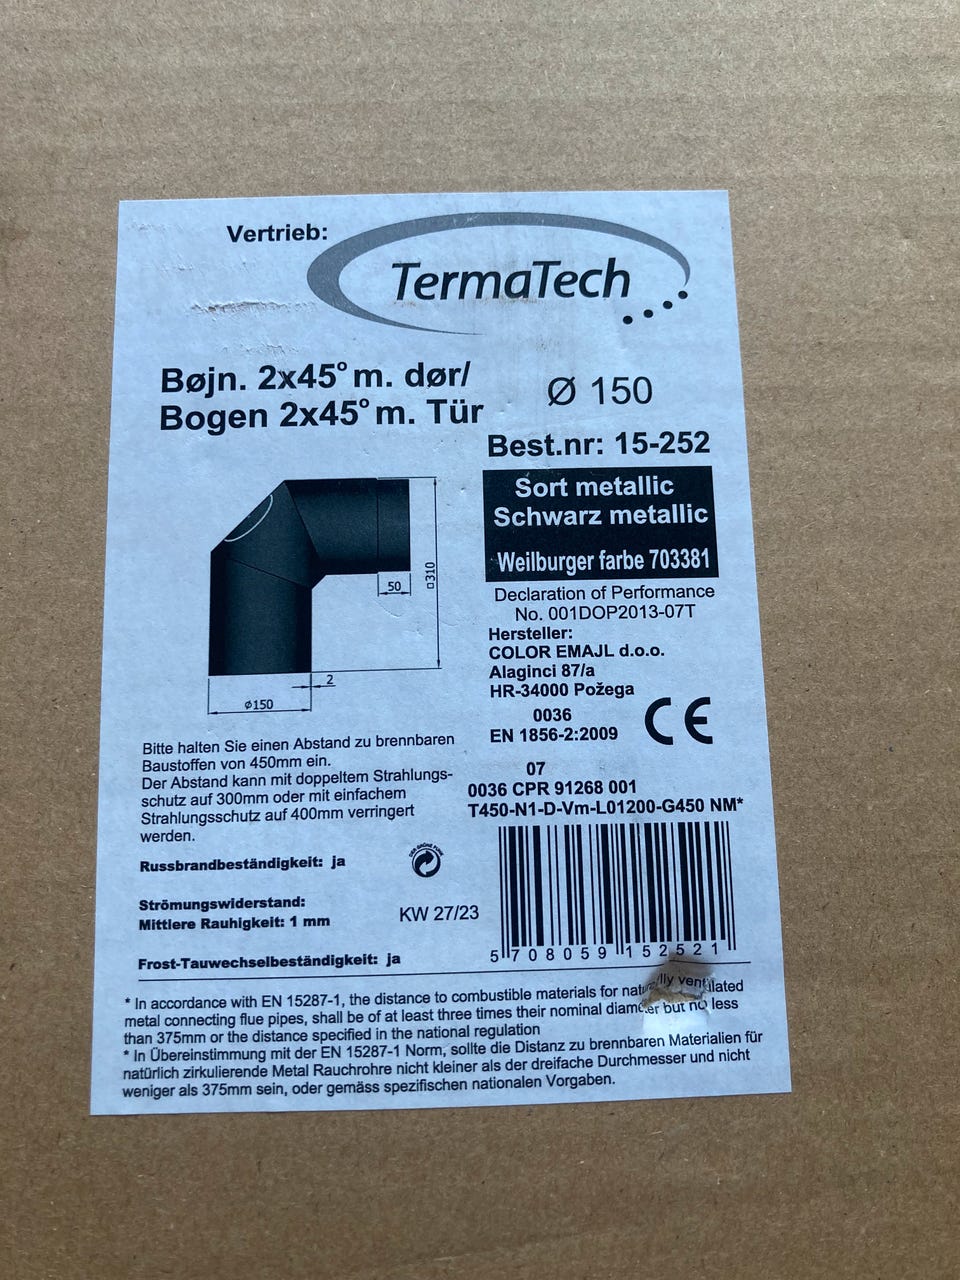 Vertrieb:
TermaTech
Bøjn. 2x45° m. dør/
Bogen 2x45° m. Tür
Ø 150
Best.nr: 15-252
Sort metallic
Schwarz metallic
Weilburger farbe 703381
50
□310
2
ø150
Declaration of Performance
No. 001DOP2013-07T
Hersteller:
COLOR EMAJL d.o.o.
Alaginci 87/a
HR-34000 Požega
0036
EN 1856-2:2009
CE
07
0036 CPR 91268 001
T450-N1-D-Vm-L01200-G450 NM*
Bitte halten Sie einen Abstand zu brennbaren
Baustoffen von 450mm ein.
Der Abstand kann mit doppeltem Strahlungs-
schutz auf 300mm oder mit einfachem
Strahlungsschutz auf 400mm verringert
werden.
Russbrandbeständigkeit: ja
DER GRÜNE PUNKT
Strömungswiderstand:
Mittlere Rauhigkeit: 1 mm
KW 27/23
Frost-Tauwechselbeständigkeit: ja
5 708059 152521
* In accordance with EN 15287-1, the distance to combustible materials for naturally ventilated
metal connecting flue pipes, shall be of at least three times their nominal diameter but no less
than 375mm or the distance specified in the national regulation
* In Übereinstimmung mit der EN 15287-1 Norm, sollte die Distanz zu brennbaren Materialien für
natürlich zirkulierende Metal Rauchrohre nicht kleiner als der dreifache Durchmesser und nicht
weniger als 375mm sein, oder gemäss spezifischen nationalen Vorgaben.